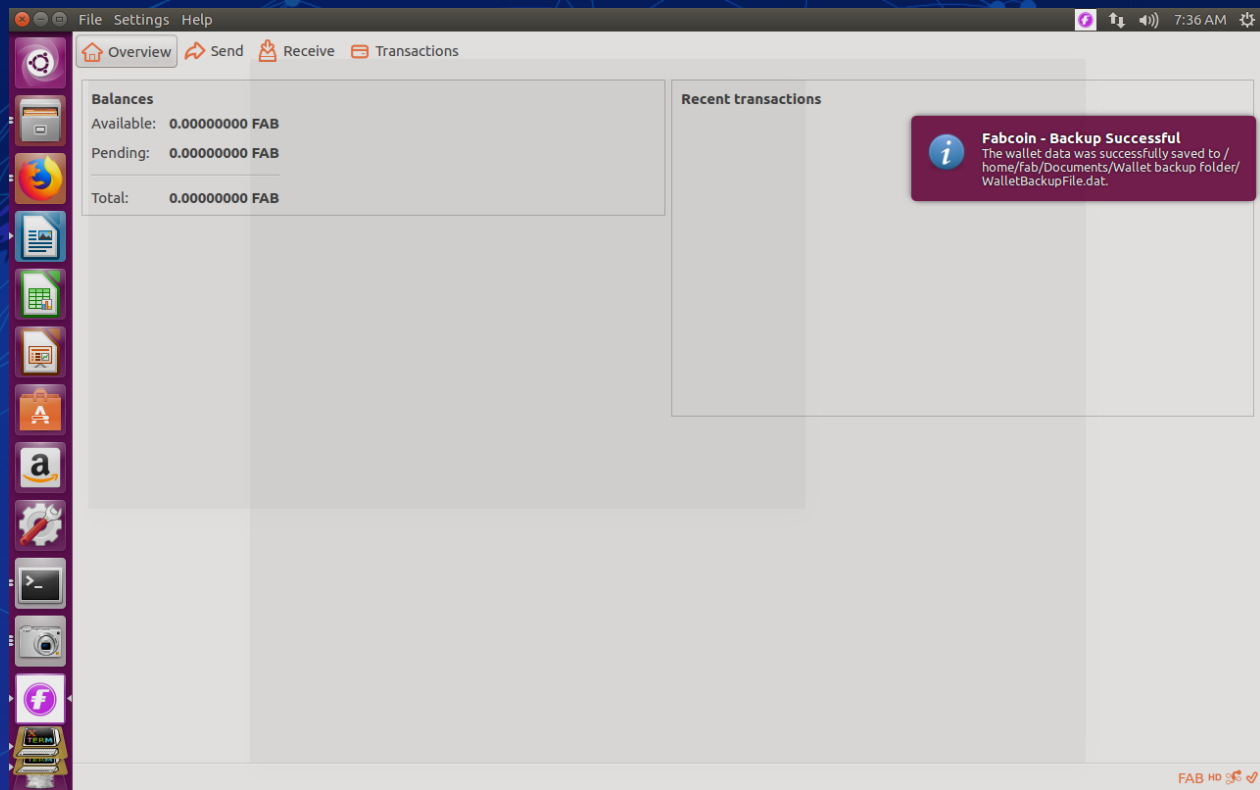 File Settings Help
7:36 AM
Overview Send Receive Transactions
Balances
Available: 0.00000000 FAB
Pending: 0.00000000 FAB
Total: 0.00000000 FAB
Recent transactions
Fabcoin - Backup Successful
The wallet data was successfully saved to /
home/fab/Documents/Wallet backup folder/
WalletBackupFile.dat.
a
>_
X
TERM
TERM
FAB HD